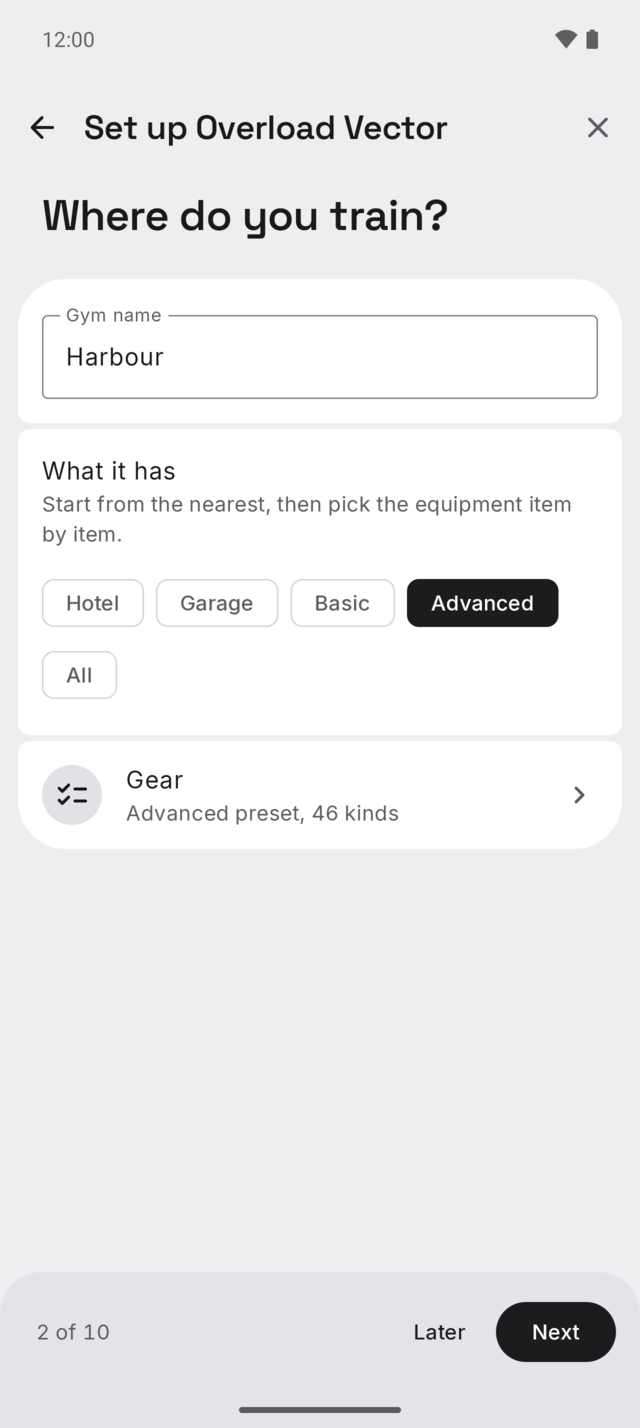 12:00
Set up Overload Vector
Where do you train?
Gym name
Harbour
What it has
Start from the nearest, then pick the equipment item
by item.
Hotel Garage Basic Advanced
All
Gear
Advanced preset, 46 kinds
2 of 10 Later Next